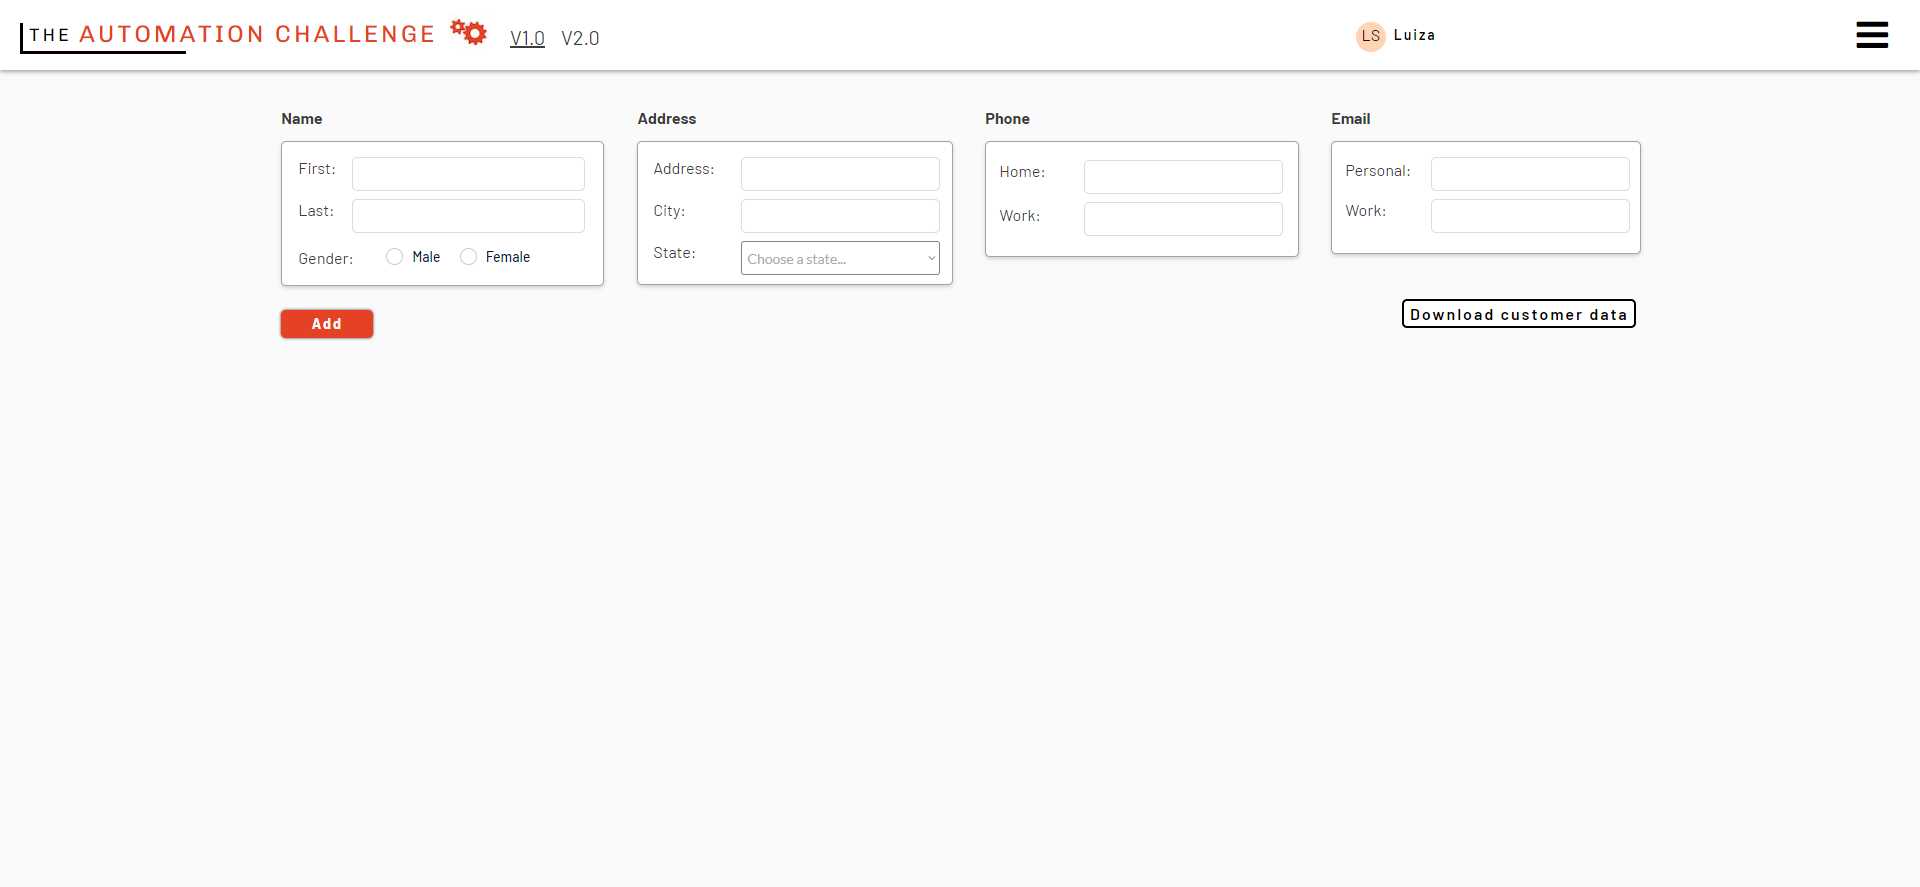 THE AUTOMATION CHALLENGE V1.0 V2.0 LS Luiza
Name
First:
Last:
Gender: Male Female
Address
Address:
City:
State: Choose a state...
Phone
Home:
Work:
Email
Personal:
Work:
Add
Download customer data